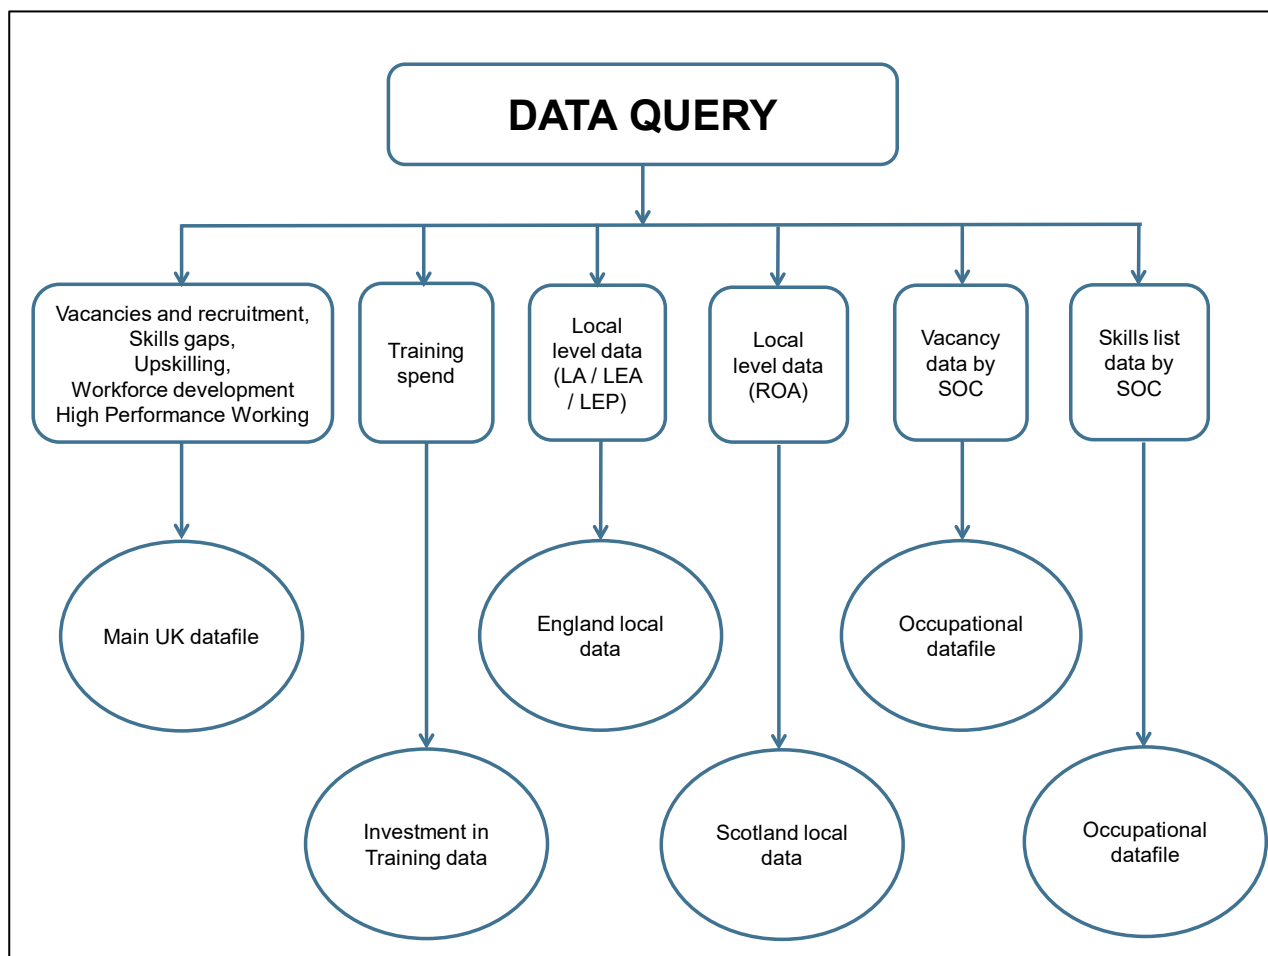 DATA QUERY
Vacancies and recruitment,
Skills gaps,
Upskilling,
Workforce development
High Performance Working
Training
spend
Local
level data
(LA / LEA
/ LEP)
Local
level data
(ROA)
Vacancy
data by
SOC
Skills list
data by
SOC
Main UK datafile
England local
data
Occupational
datafile
Investment in
Training data
Scotland local
data
Occupational
datafile